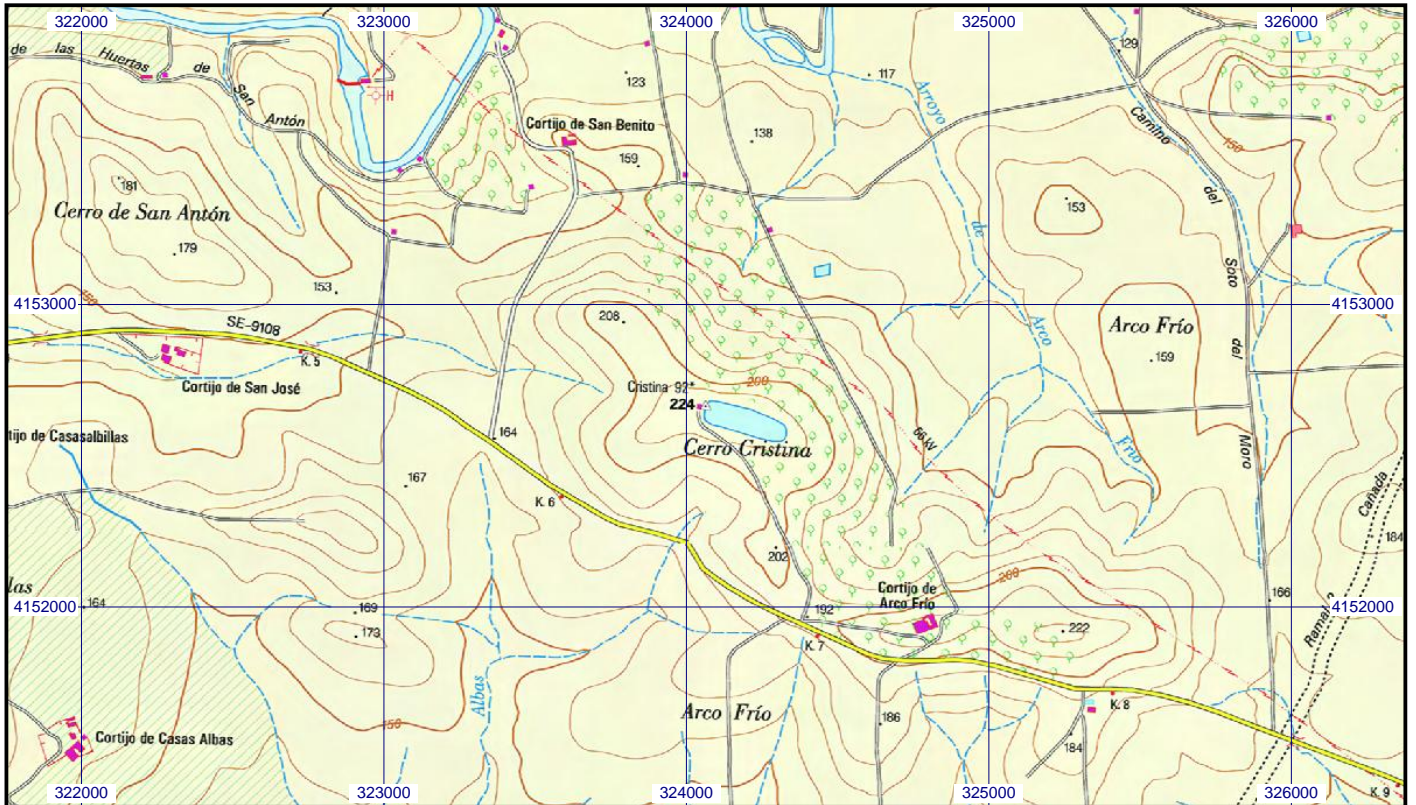 322000
323000
324000
325000
326000
de las Huertas de San Antón
H
129
123
117
Arroyo de Arco Frío
Cortijo de San Benito
138
159
Camino del Soto del Moro
150
181
Cerro de San Antón
179
153
153
150
4153000
4153000
208
SE-9108
Arco Frío
159
K. 5
Cortijo de San José
Cristina 92
200
224
tijo de Casasalbillas
164
Cerro Cristina
66 kV
167
K. 6
Cañada
184
202
200
las
Cortijo de
Arco Frío
164
4152000
4152000
169
173
192
222
166
K. 7
Albas
Arco Frío
186
K. 8
150
Cortijo de Casas Albas
184
K. 9
322000
323000
324000
325000
326000